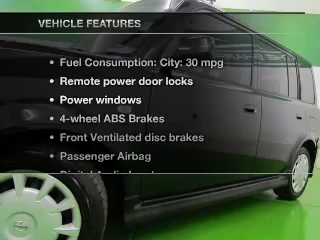 VEHICLE FEATURES
• Fuel Consumption: City: 30 mpg
• Remote power door locks
• Power windows
• 4-wheel ABS Brakes
• Front Ventilated disc brakes
• Passenger Airbag